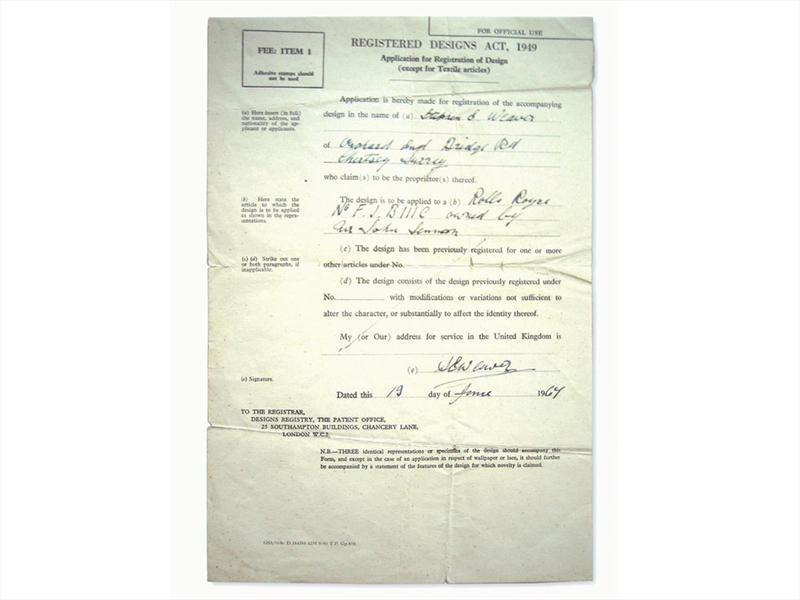 FOR OFFICIAL USE
FEE: ITEM 1
Adhesive stamps should
not be used
REGISTERED DESIGNS ACT, 1949
Application for Registration of Design
(except for Textile articles)
(a) Here insert (in full)
the name, address, and
nationality of the app-
plicant or applicants.
Application is hereby made for registration of the accompanying
design in the name of (a) Stephen B Weaver
of Orchard End Bridge Rd
Chertsey Surrey
who claim(s) to be the proprietor(s) thereof.
(b) Here state the
article to which the
design is to be applied
as shown in the repre-
sentations.
The design is to be applied to a (b) Rolls Royce
No F.J.B 111C owned by
Mr John Lennon
(c) (d) Strike out one
or both paragraphs, if
inapplicable.
(c) The design has been previously registered for one or more
other articles under No.
(d) The design consists of the design previously registered under
No. with modifications or variations not sufficient to
alter the character, or substantially to affect the identity thereof.
My (or Our) address for service in the United Kingdom is
(e) Signature.
(e) SBWeaver
Dated this 19 day of June 1967
TO THE REGISTRAR,
DESIGNS REGISTRY, THE PATENT OFFICE,
25 SOUTHAMPTON BUILDINGS, CHANCERY LANE,
LONDON W.C.2.
N.B.—THREE identical representations or specimens of the design should accompany this
Form, and except in the case of an application in respect of wallpaper or lace, it should further
be accompanied by a statement of the features of the design for which novelty is claimed.